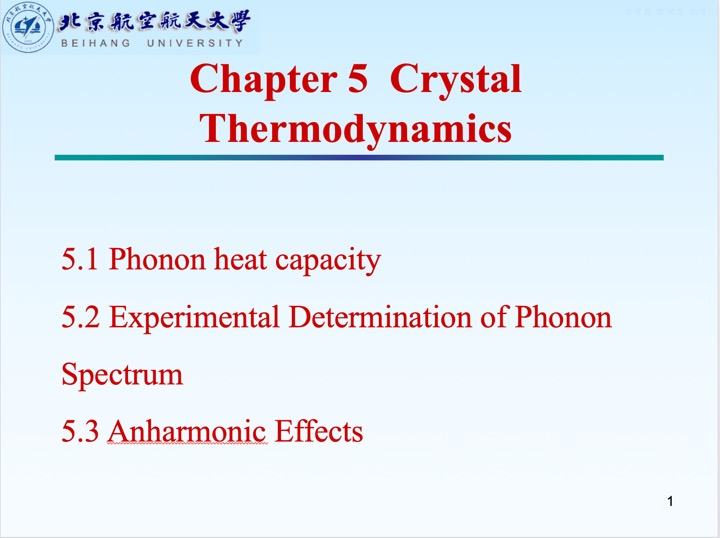 北京航空航天大學
BEIHANG UNIVERSITY
Chapter 5 Crystal
Thermodynamics
5.1 Phonon heat capacity
5.2 Experimental Determination of Phonon
Spectrum
5.3 Anharmonic Effects
1